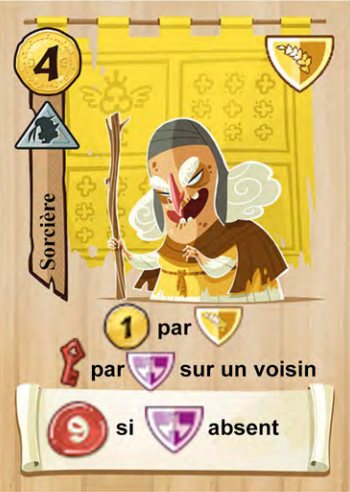 4
Sorcière
1 par
par sur un voisin
9 si absent